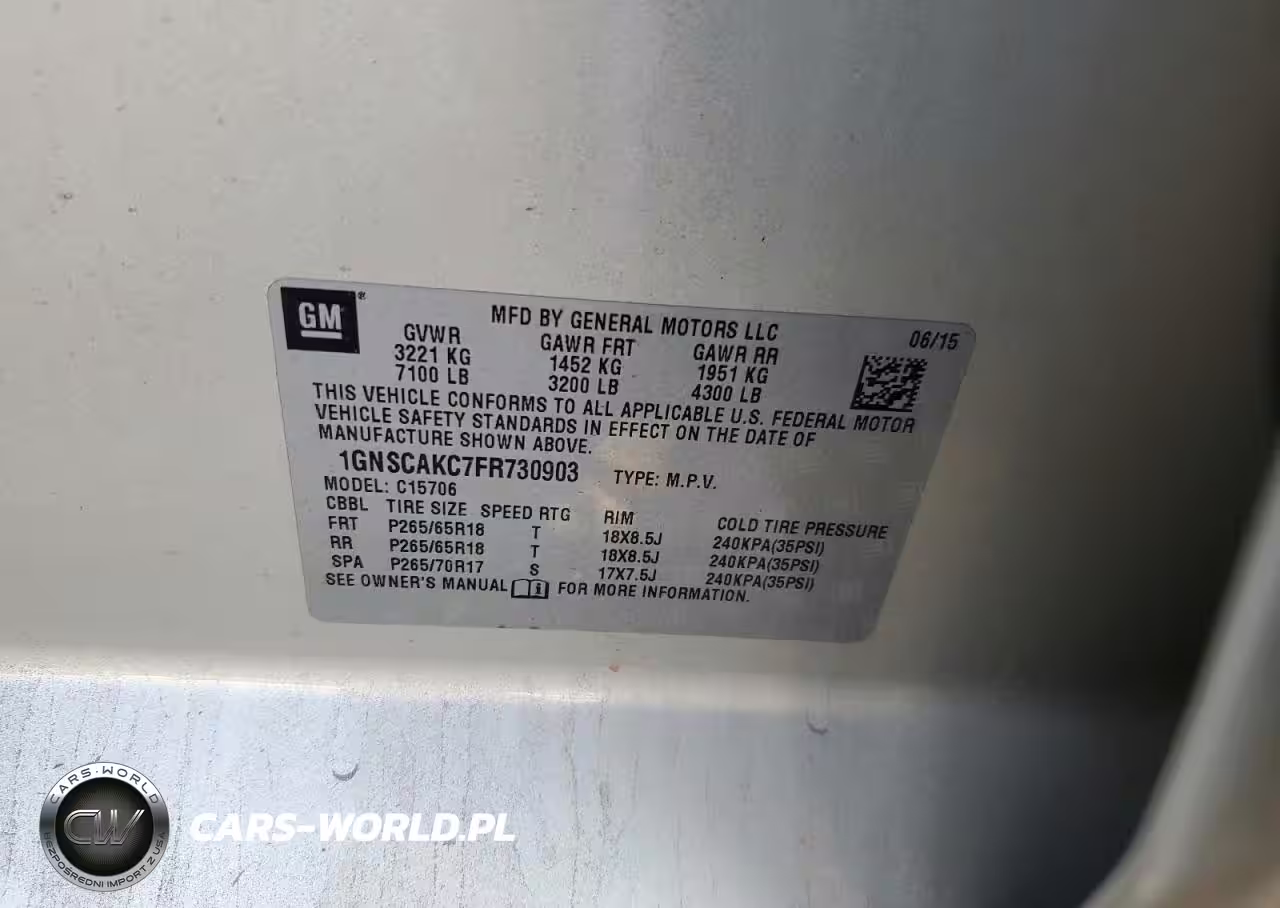 GM®
MFD BY GENERAL MOTORS LLC 06/15
GVWR GAWR FRT GAWR RR
3221 KG 1452 KG 1951 KG
7100 LB 3200 LB 4300 LB
THIS VEHICLE CONFORMS TO ALL APPLICABLE U.S. FEDERAL MOTOR
VEHICLE SAFETY STANDARDS IN EFFECT ON THE DATE OF
MANUFACTURE SHOWN ABOVE.
1GNSCAKC7FR730903 TYPE: M.P.V.
MODEL: C15706
CBBL TIRE SIZE SPEED RTG RIM COLD TIRE PRESSURE
FRT P265/65R18 T 18X8.5J 240KPA(35PSI)
RR P265/65R18 T 18X8.5J 240KPA(35PSI)
SPA P265/70R17 S 17X7.5J 240KPA(35PSI)
SEE OWNER'S MANUAL i FOR MORE INFORMATION.
CARS-WORLD
CW
BEZPOŚREDNI IMPORT Z USA
CARS-WORLD.PL